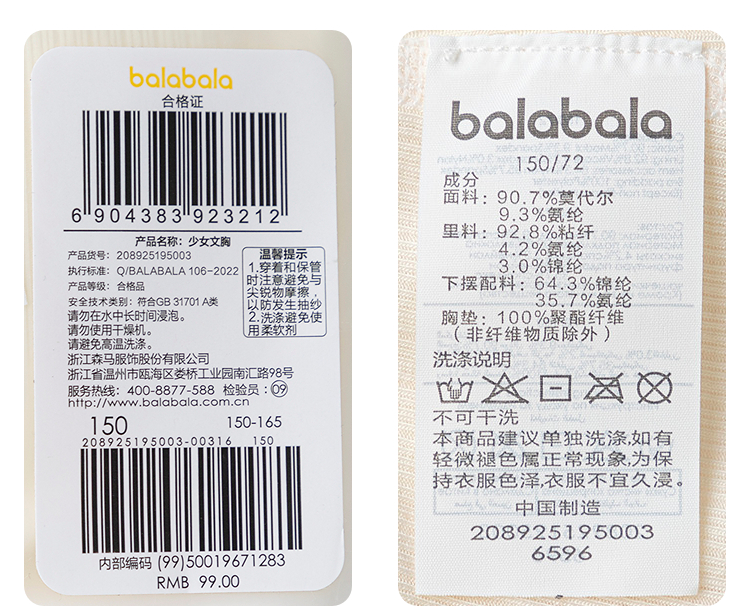 balabala
合格证
6 904383 923212
产品名称：少女文胸
产品货号：208925195003
执行标准：Q/BALABALA 106-2022
产品等级：合格品
安全技术类别：符合GB 31701 A类
请勿在水中长时间浸泡。
请勿使用干燥机。
请避免高温洗涤。
温馨提示
1.穿着和保管
时注意避免与
尖锐物摩擦，
以防发生抽纱
2.洗涤避免使
用柔软剂
浙江森马服饰股份有限公司
浙江省温州市瓯海区娄桥工业园南汇路98号
服务热线：400-8877-588 检验员：09
http://www.balabala.com.cn
150 150-165
208925195003-00316 150
内部编码 (99)50019671283
RMB 99.00
balabala
150/72
成分
面料：90.7%莫代尔
9.3%氨纶
里料：92.8%粘纤
4.2%氨纶
3.0%锦纶
下摆配料：64.3%锦纶
35.7%氨纶
胸垫：100%聚酯纤维
（非纤维物质除外）
洗涤说明
不可干洗
本商品建议单独洗涤,如有
轻微褪色属正常现象,为保
持衣服色泽,衣服不宜久浸。
中国制造
208925195003
6596